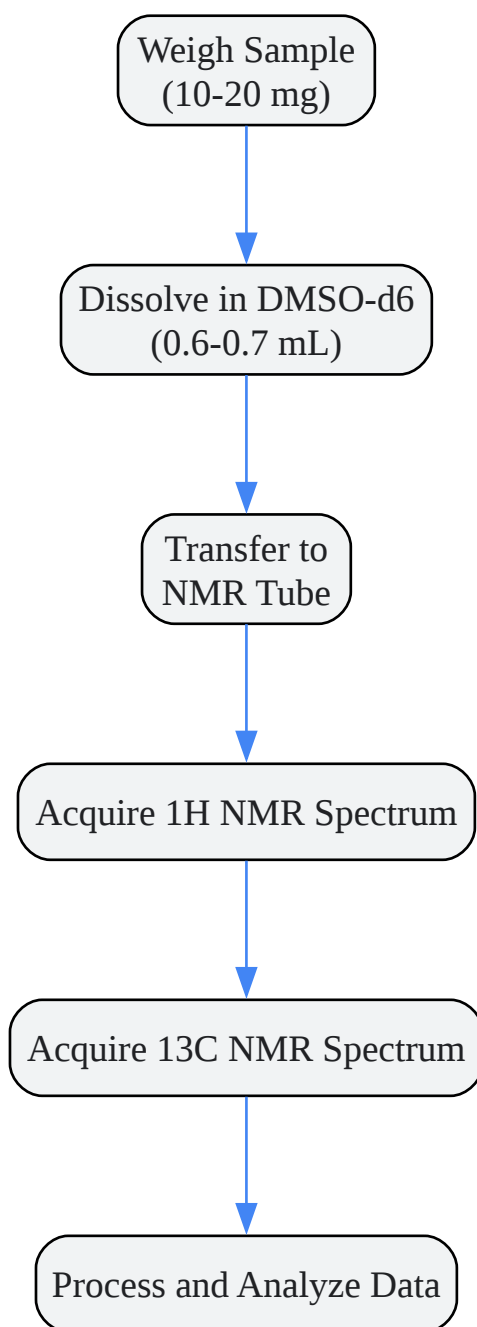 Weigh Sample
(10-20 mg)
Dissolve in DMSO-d6
(0.6-0.7 mL)
Transfer to
NMR Tube
Acquire 1H NMR Spectrum
Acquire 13C NMR Spectrum
Process and Analyze Data